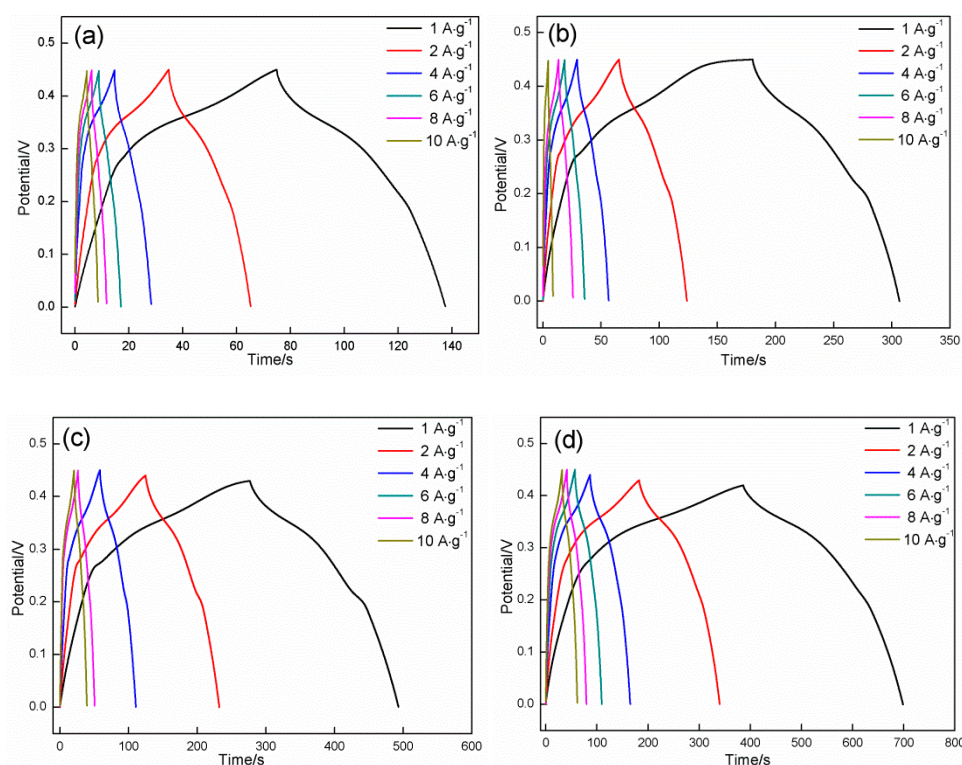 (a)
1 A·g⁻¹
2 A·g⁻¹
4 A·g⁻¹
6 A·g⁻¹
8 A·g⁻¹
10 A·g⁻¹
Potential/V
0.5
0.4
0.3
0.2
0.1
0.0
0 20 40 60 80 100 120 140
Time/s
(b)
1 A·g⁻¹
2 A·g⁻¹
4 A·g⁻¹
6 A·g⁻¹
8 A·g⁻¹
10 A·g⁻¹
Potential/V
0.5
0.4
0.3
0.2
0.1
0.0
0 50 100 150 200 250 300 350
Time/s
(c)
1 A·g⁻¹
2 A·g⁻¹
4 A·g⁻¹
6 A·g⁻¹
8 A·g⁻¹
10 A·g⁻¹
Potential/V
0.5
0.4
0.3
0.2
0.1
0.0
0 100 200 300 400 500 600
Time/s
(d)
1 A·g⁻¹
2 A·g⁻¹
4 A·g⁻¹
6 A·g⁻¹
8 A·g⁻¹
10 A·g⁻¹
Potential/V
0.5
0.4
0.3
0.2
0.1
0.0
0 100 200 300 400 500 600 700 800
Time/s